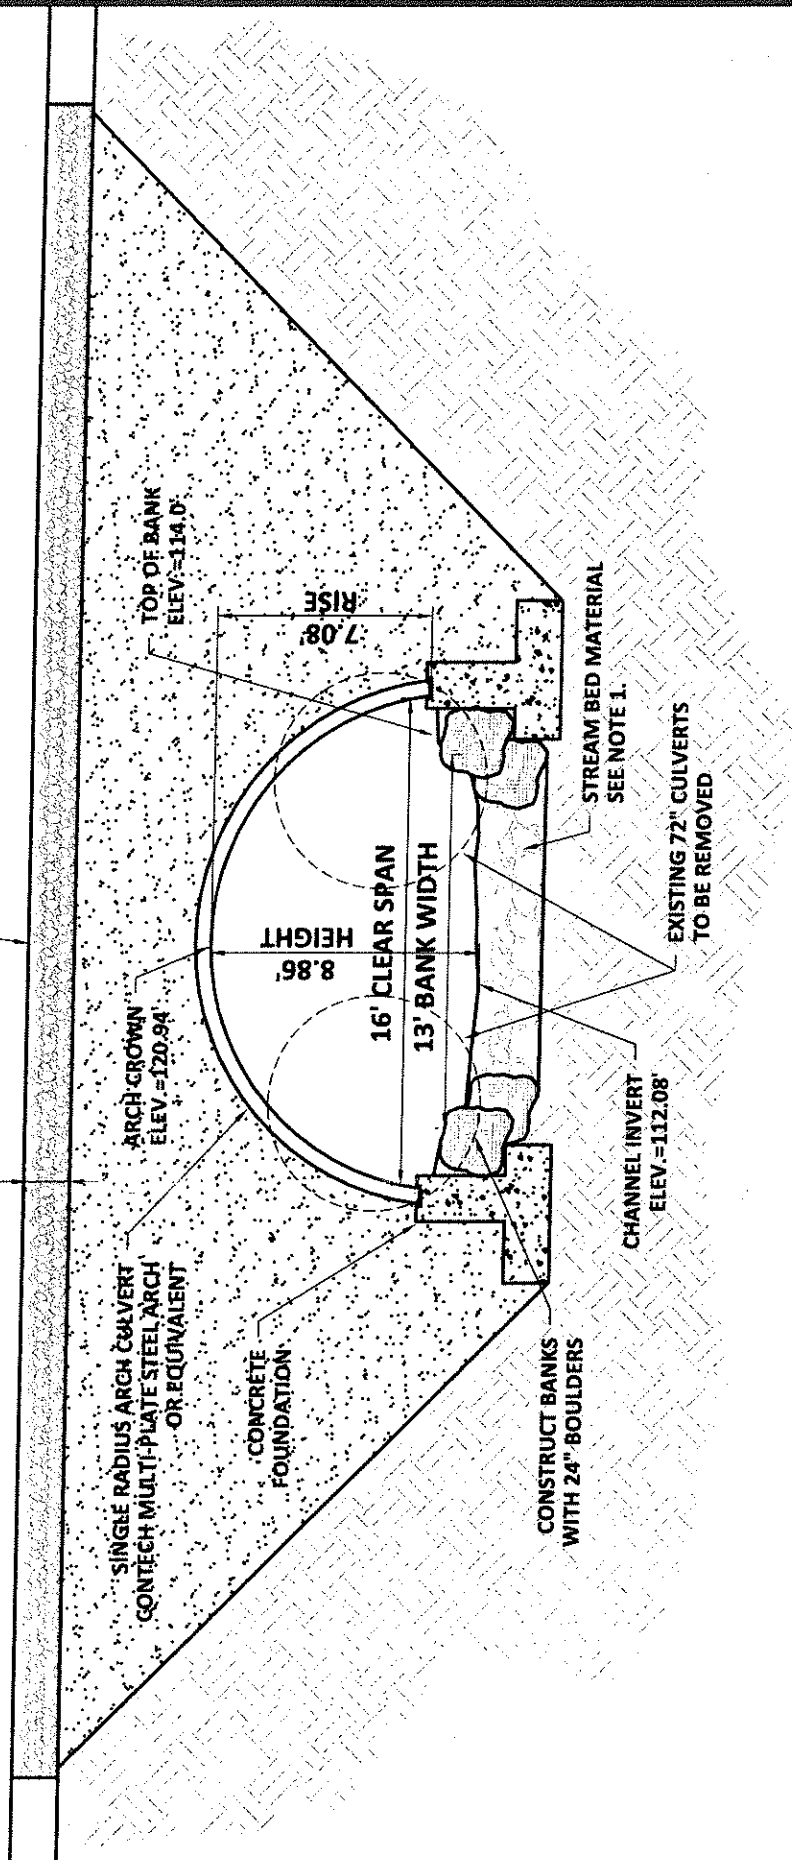 SINGLE RADIUS ARCH CULVERT
CONTECH MULTI-PLATE STEEL ARCH
OR EQUIVALENT
ARCH CROWN
ELEV.=120.94'
TOP OF BANK
ELEV.=114.0'
CONCRETE
FOUNDATION
8.86'
HEIGHT
7.08'
RISE
16' CLEAR SPAN
13' BANK WIDTH
CONSTRUCT BANKS
WITH 24" BOULDERS
CHANNEL INVERT
ELEV.=112.08'
EXISTING 72" CULVERTS
TO BE REMOVED
STREAM BED MATERIAL
SEE NOTE 1.